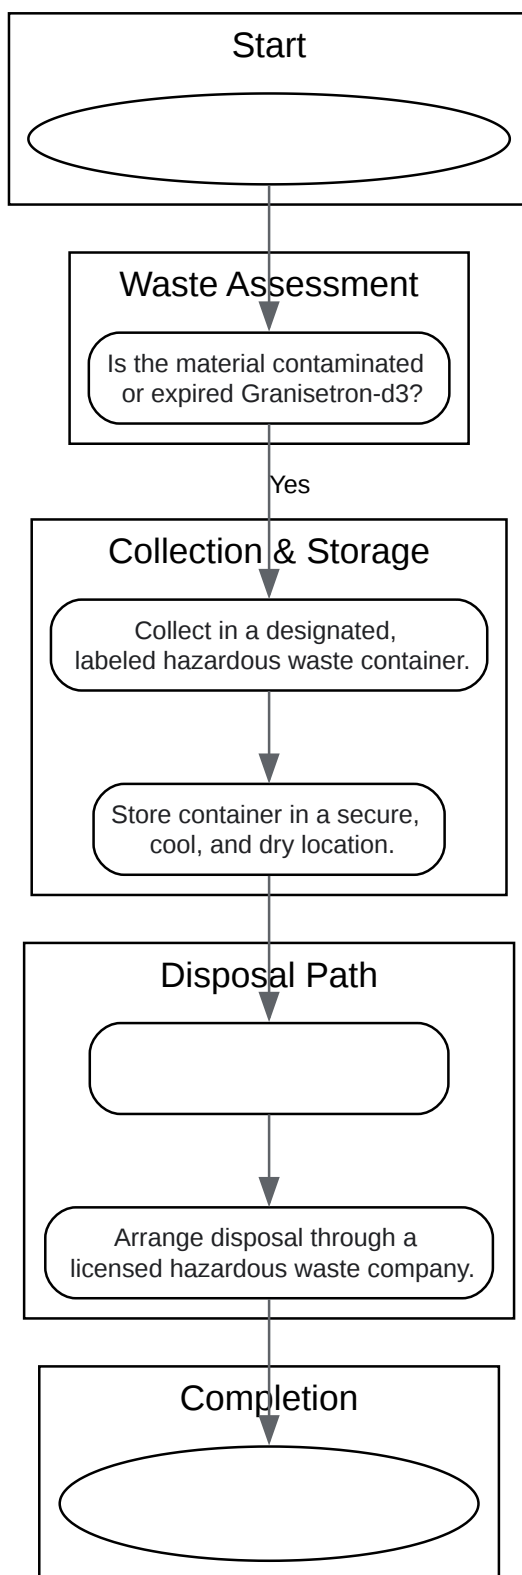 Start
Waste Assessment
Is the material contaminated
or expired Granisetron-d3?
Yes
Collection & Storage
Collect in a designated,
labeled hazardous waste container.
Store container in a secure,
cool, and dry location.
Disposal Path
Arrange disposal through a
licensed hazardous waste company.
Completion